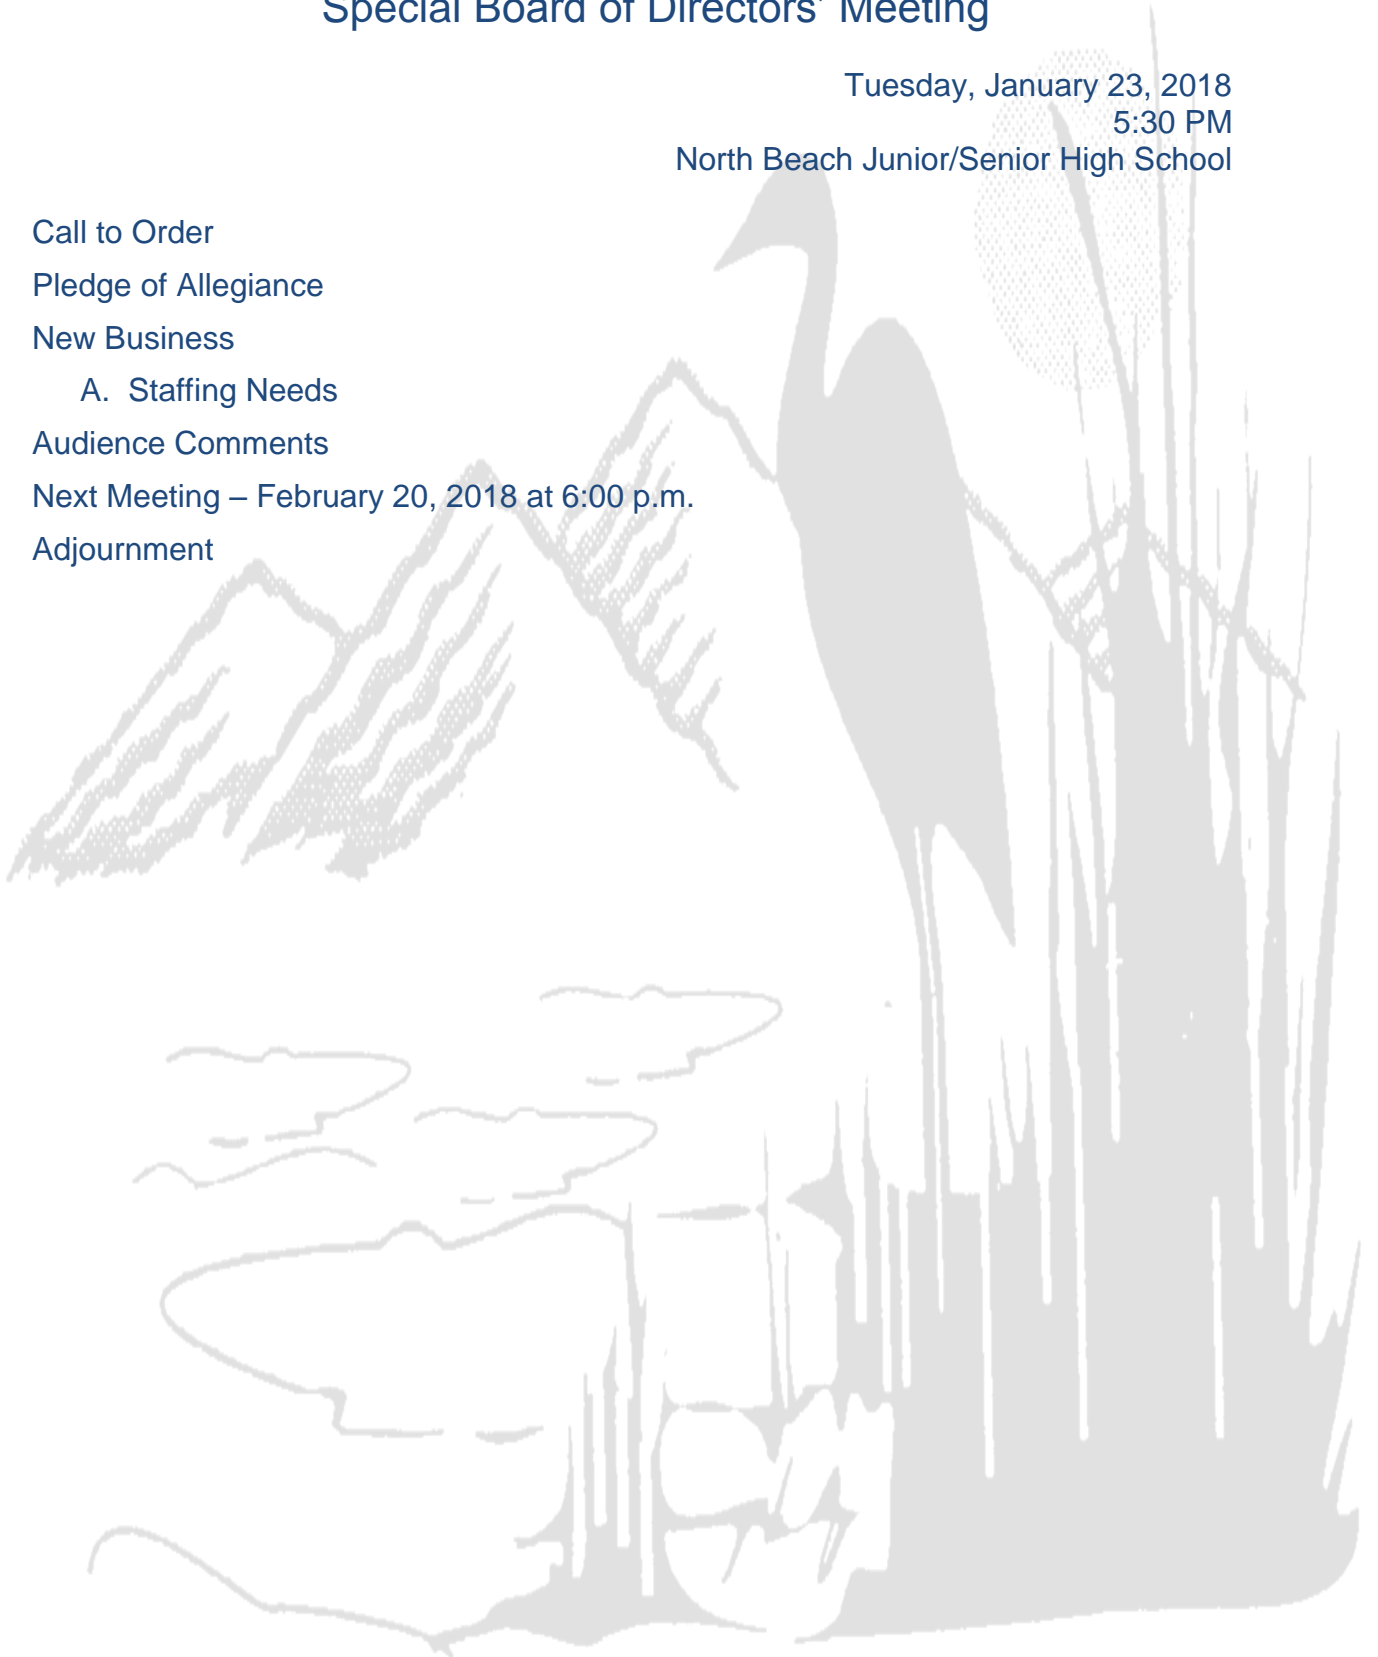 Special Board of Directors’ Meeting
Tuesday, January 23, 2018
5:30 PM
North Beach Junior/Senior High School
Call to Order
Pledge of Allegiance
New Business
A. Staffing Needs
Audience Comments
Next Meeting – February 20, 2018 at 6:00 p.m.
Adjournment